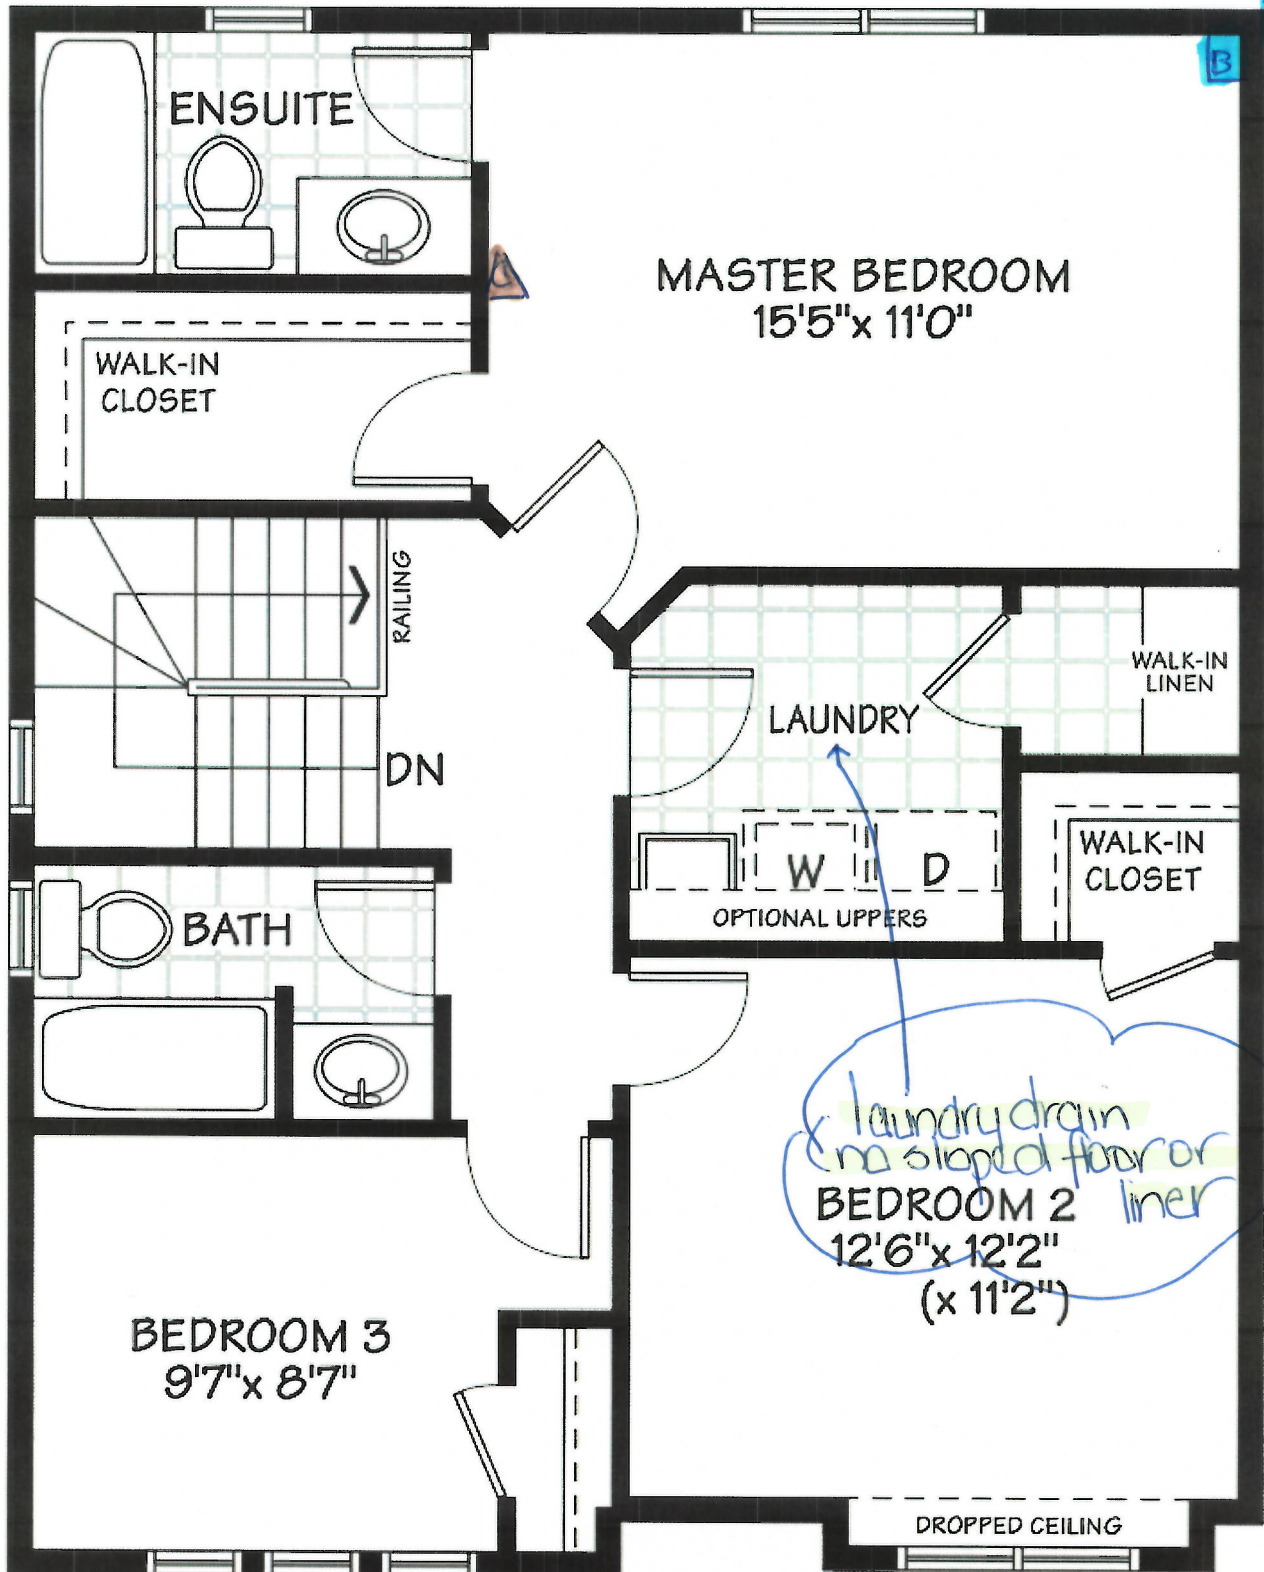 B
ENSUITE
C
MASTER BEDROOM
15'5"x 11'0"
WALK-IN
CLOSET
RAILING
WALK-IN
LINEN
LAUNDRY
DN
WALK-IN
CLOSET
W
D
OPTIONAL UPPERS
BATH
laundry drain
(no sloped floor or
liner
BEDROOM 2
12'6"x 12'2"
(x 11'2")
BEDROOM 3
9'7"x 8'7"
DROPPED CEILING